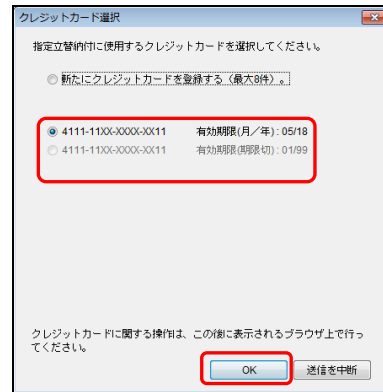 クレジットカード選択
指定立替納付に使用するクレジットカードを選択してください。
新たにクレジットカードを登録する（最大8件）。
4111-11XX-XXXX-XX11 有効期限(月／年) : 05/18
4111-11XX-XXXX-XX11 有効期限(期限切) : 01/99
クレジットカードに関する操作は、この後に表示されるブラウザ上で行っ
てください。
OK 送信を中断